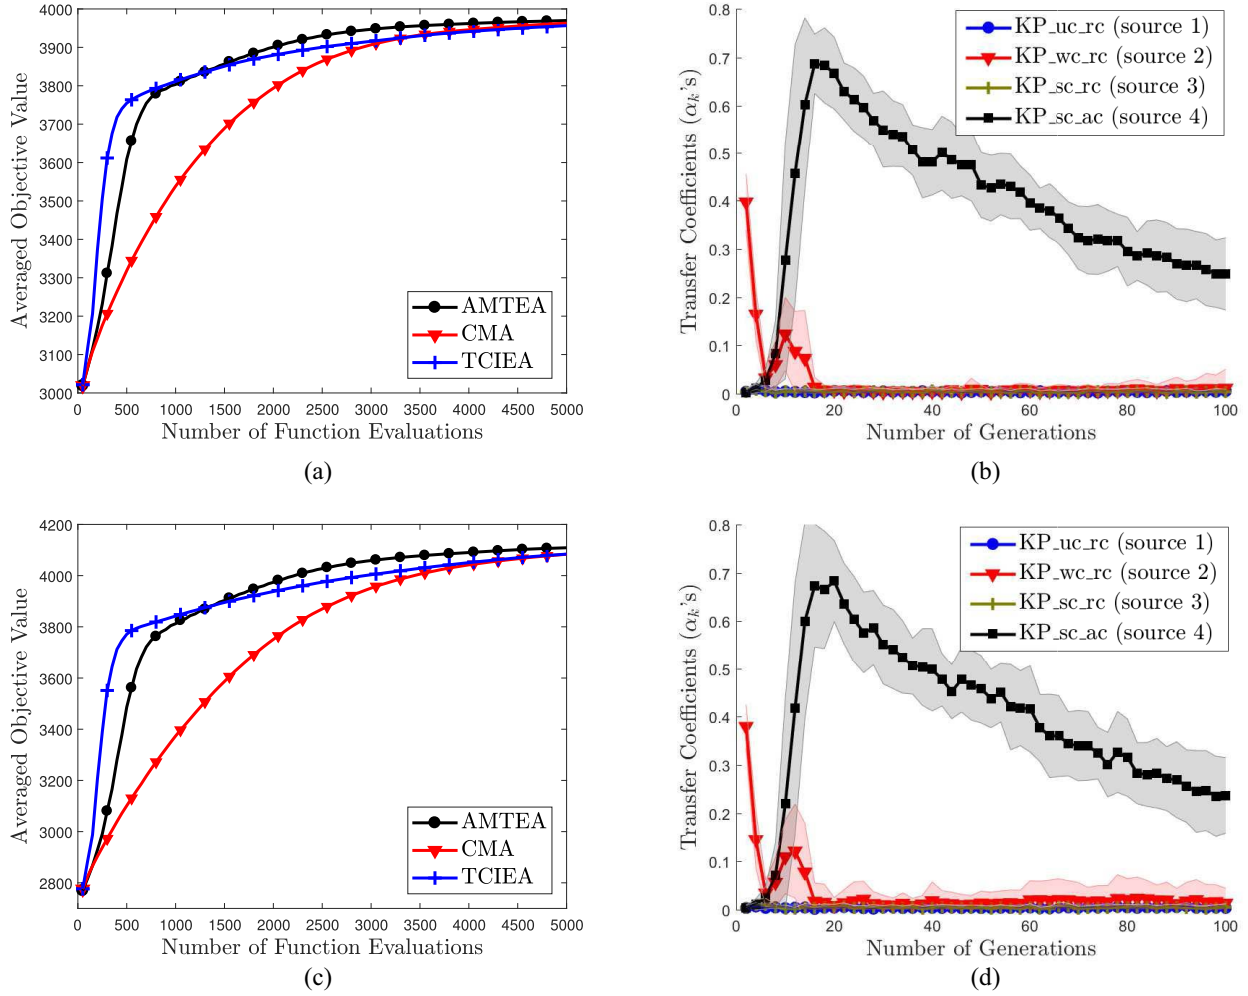 4000
3900
3800
3700
3600
3500
3400
3300
3200
3100
3000
Averaged Objective Value
0 500 1000 1500 2000 2500 3000 3500 4000 4500 5000
Number of Function Evaluations
AMTEA
CMA
TCIEA
(a)
0.8
0.7
0.6
0.5
0.4
0.3
0.2
0.1
0
Transfer Coefficients (αₖ's)
0 20 40 60 80 100
Number of Generations
KP_uc_rc (source 1)
KP_wc_rc (source 2)
KP_sc_rc (source 3)
KP_sc_ac (source 4)
(b)
4200
4000
3800
3600
3400
3200
3000
2800
Averaged Objective Value
0 500 1000 1500 2000 2500 3000 3500 4000 4500 5000
Number of Function Evaluations
AMTEA
CMA
TCIEA
(c)
0.8
0.7
0.6
0.5
0.4
0.3
0.2
0.1
0
Transfer Coefficients (αₖ's)
0 20 40 60 80 100
Number of Generations
KP_uc_rc (source 1)
KP_wc_rc (source 2)
KP_sc_rc (source 3)
KP_sc_ac (source 4)
(d)